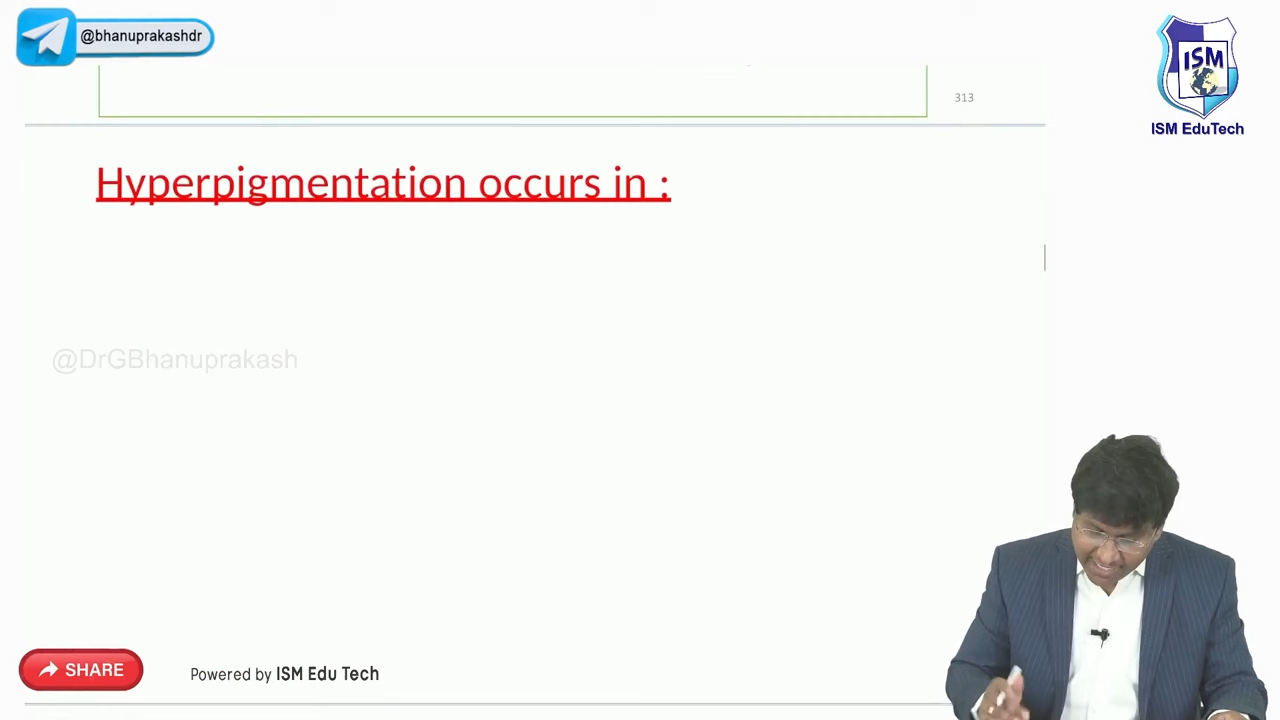 @bhanuprakashdr
ISM
ISM EduTech
313
Hyperpigmentation occurs in :
@DrGBhanuprakash
SHARE
Powered by ISM Edu Tech